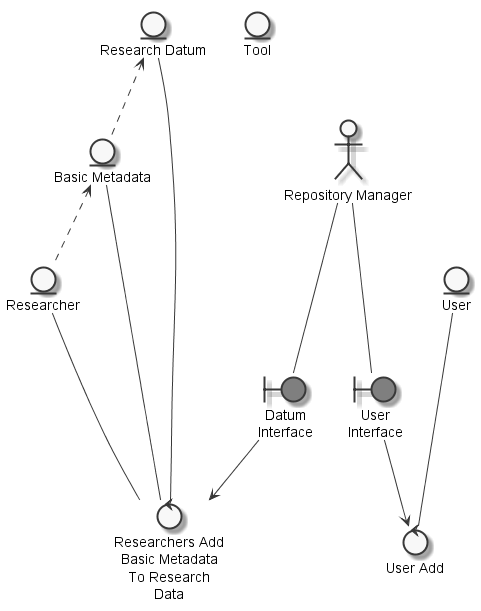 Research Datum
Tool
Basic Metadata
Repository Manager
Researcher
User
Datum
Interface
User
Interface
Researchers Add
Basic Metadata
To Research
Data
User Add